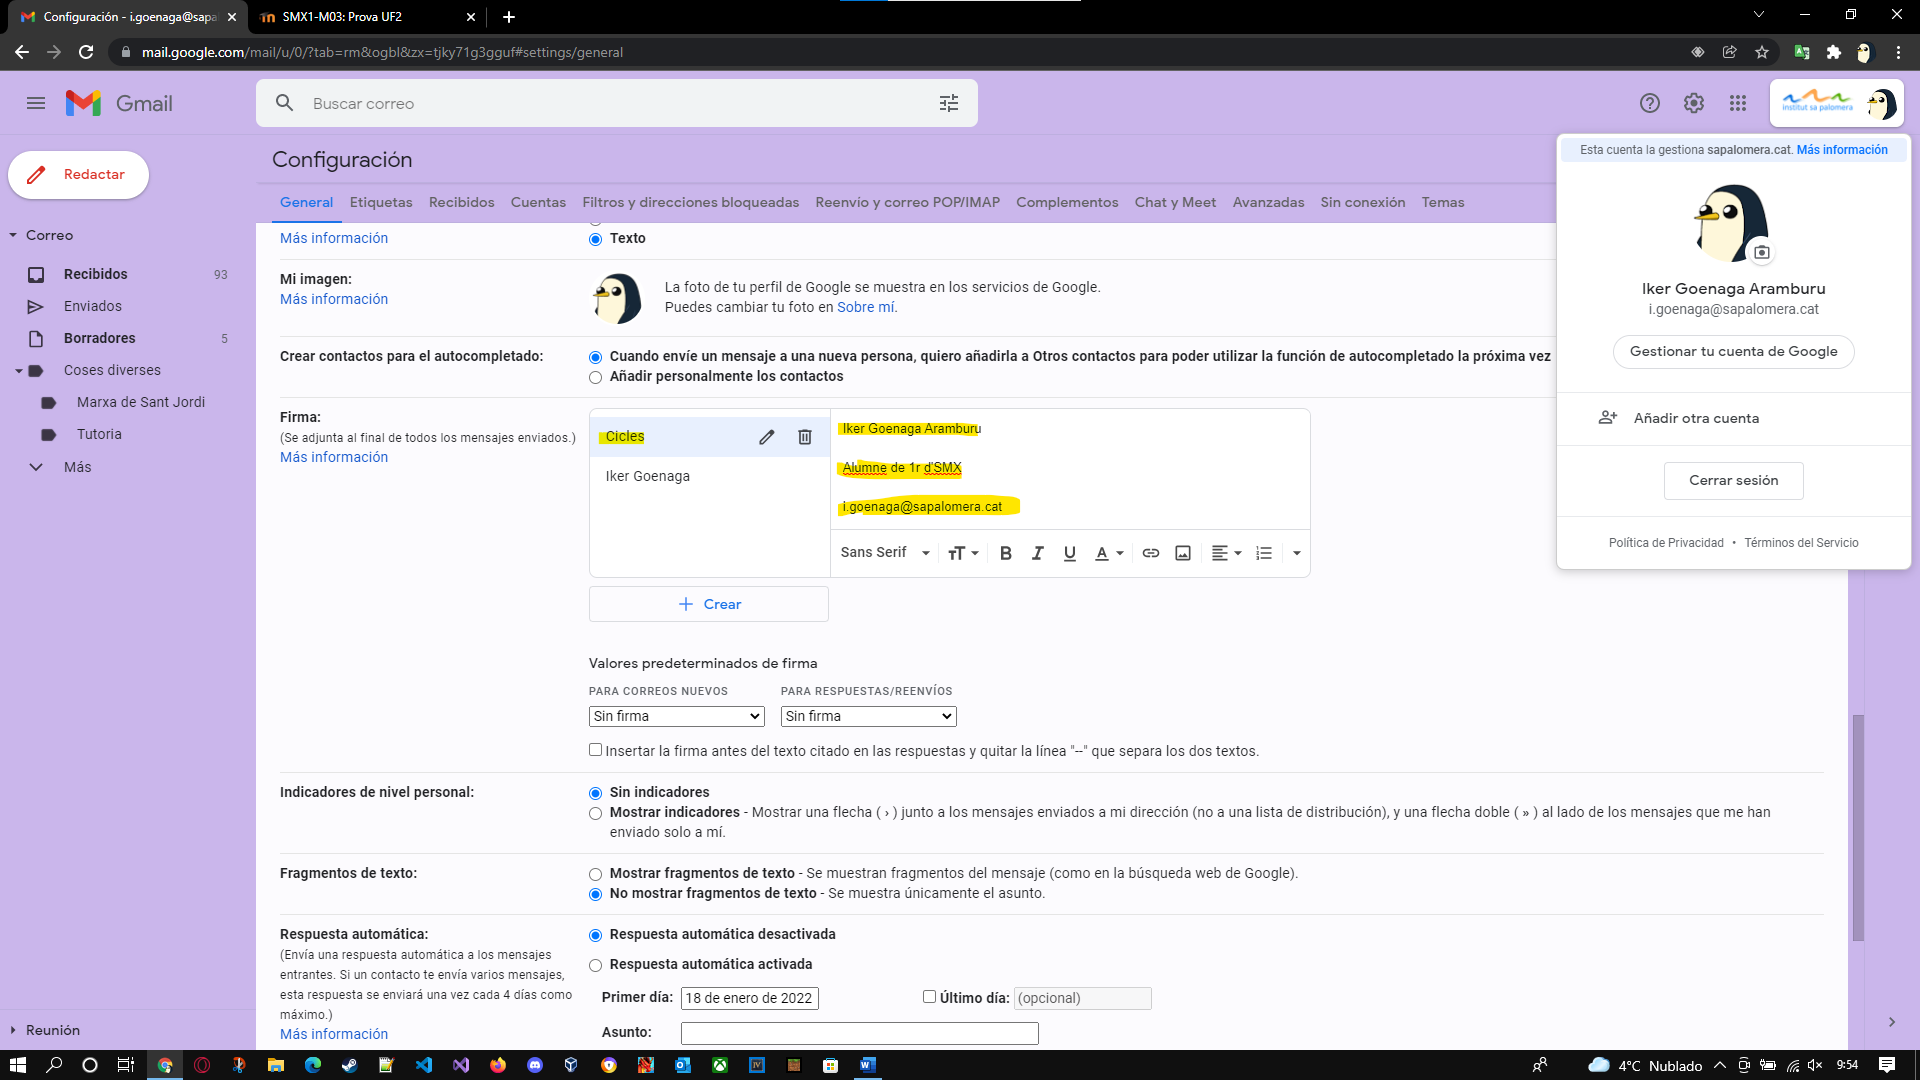 Configuración - i.goenaga@sapa
SMX1-M03: Prova UF2
mail.google.com/mail/u/0/?tab=rm&ogbl&zx=tjky71g3gguf#settings/general
Gmail
Buscar correo
institut sa palomera
Redactar
Correo
Recibidos 93
Enviados
Borradores 5
Coses diverses
Marxa de Sant Jordi
Tutoria
Más
Reunión
Configuración
General Etiquetas Recibidos Cuentas Filtros y direcciones bloqueadas Reenvío y correo POP/IMAP Complementos Chat y Meet Avanzadas Sin conexión Temas
Más información
Texto
Mi imagen:
Más información
La foto de tu perfil de Google se muestra en los servicios de Google.
Puedes cambiar tu foto en Sobre mí.
Crear contactos para el autocompletado:
Cuando envíe un mensaje a una nueva persona, quiero añadirla a Otros contactos para poder utilizar la función de autocompletado la próxima vez
Añadir personalmente los contactos
Firma:
(Se adjunta al final de todos los mensajes enviados.)
Más información
Cicles
Iker Goenaga
Iker Goenaga Aramburu
Alumne de 1r d'SMX
i.goenaga@sapalomera.cat
Sans Serif
Crear
Valores predeterminados de firma
PARA CORREOS NUEVOS PARA RESPUESTAS/REENVÍOS
Sin firma Sin firma
Insertar la firma antes del texto citado en las respuestas y quitar la línea "--" que separa los dos textos.
Indicadores de nivel personal:
Sin indicadores
Mostrar indicadores - Mostrar una flecha ( › ) junto a los mensajes enviados a mi dirección (no a una lista de distribución), y una flecha doble ( » ) al lado de los mensajes que me han
enviado solo a mí.
Fragmentos de texto:
Mostrar fragmentos de texto - Se muestran fragmentos del mensaje (como en la búsqueda web de Google).
No mostrar fragmentos de texto - Se muestra únicamente el asunto.
Respuesta automática:
(Envía una respuesta automática a los mensajes
entrantes. Si un contacto te envía varios mensajes,
esta respuesta se enviará una vez cada 4 días como
máximo.)
Más información
Respuesta automática desactivada
Respuesta automática activada
Primer día: 18 de enero de 2022 Último día: (opcional)
Asunto:
Esta cuenta la gestiona sapalomera.cat. Más información
Iker Goenaga Aramburu
i.goenaga@sapalomera.cat
Gestionar tu cuenta de Google
Añadir otra cuenta
Cerrar sesión
Política de Privacidad • Términos del Servicio
4°C Nublado 9:54